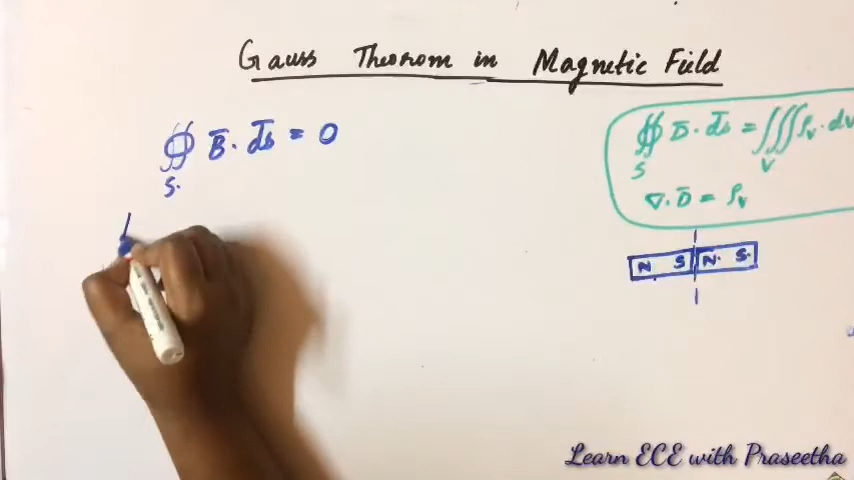 Gauss Theorem in Magnetic Field
∯ B̄ · d̄s = 0
S.
∯ D̄ · d̄s = ∭ ρᵥ · dv
S V
∇ · D̄ = ρᵥ
N S N. S.
Learn ECE with Praseetha